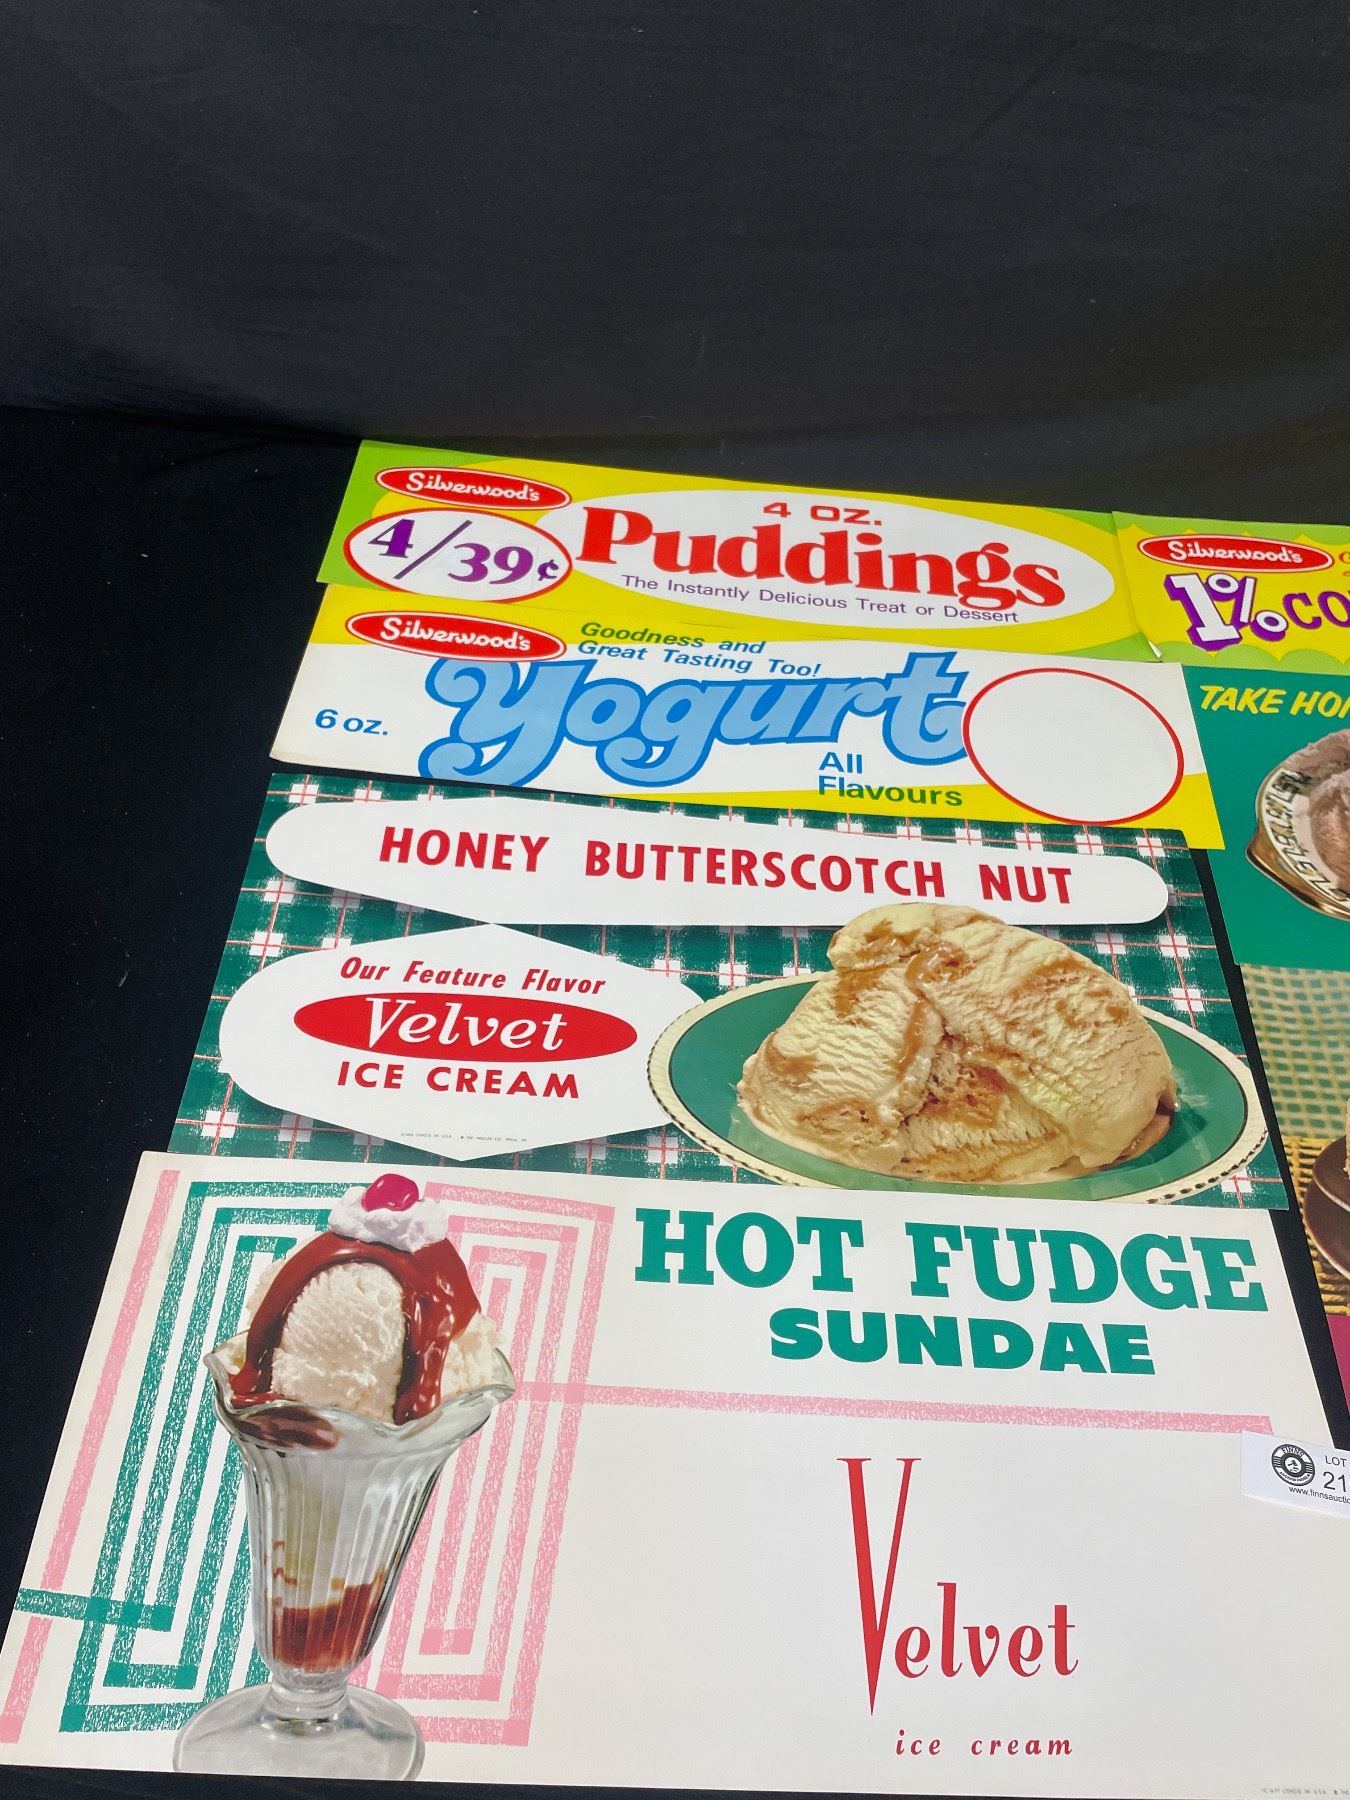 Silverwood's
4/39¢
4 OZ.
Puddings
The Instantly Delicious Treat or Dessert
Silverwood's
1%
Silverwood's
Goodness and
Great Tasting Too!
Yogurt
6 oz.
All
Flavours
TAKE
HONEY BUTTERSCOTCH NUT
Our Feature Flavor
Velvet
ICE CREAM
HOT FUDGE
SUNDAE
Velvet
ice cream
FINNS
LOT
21